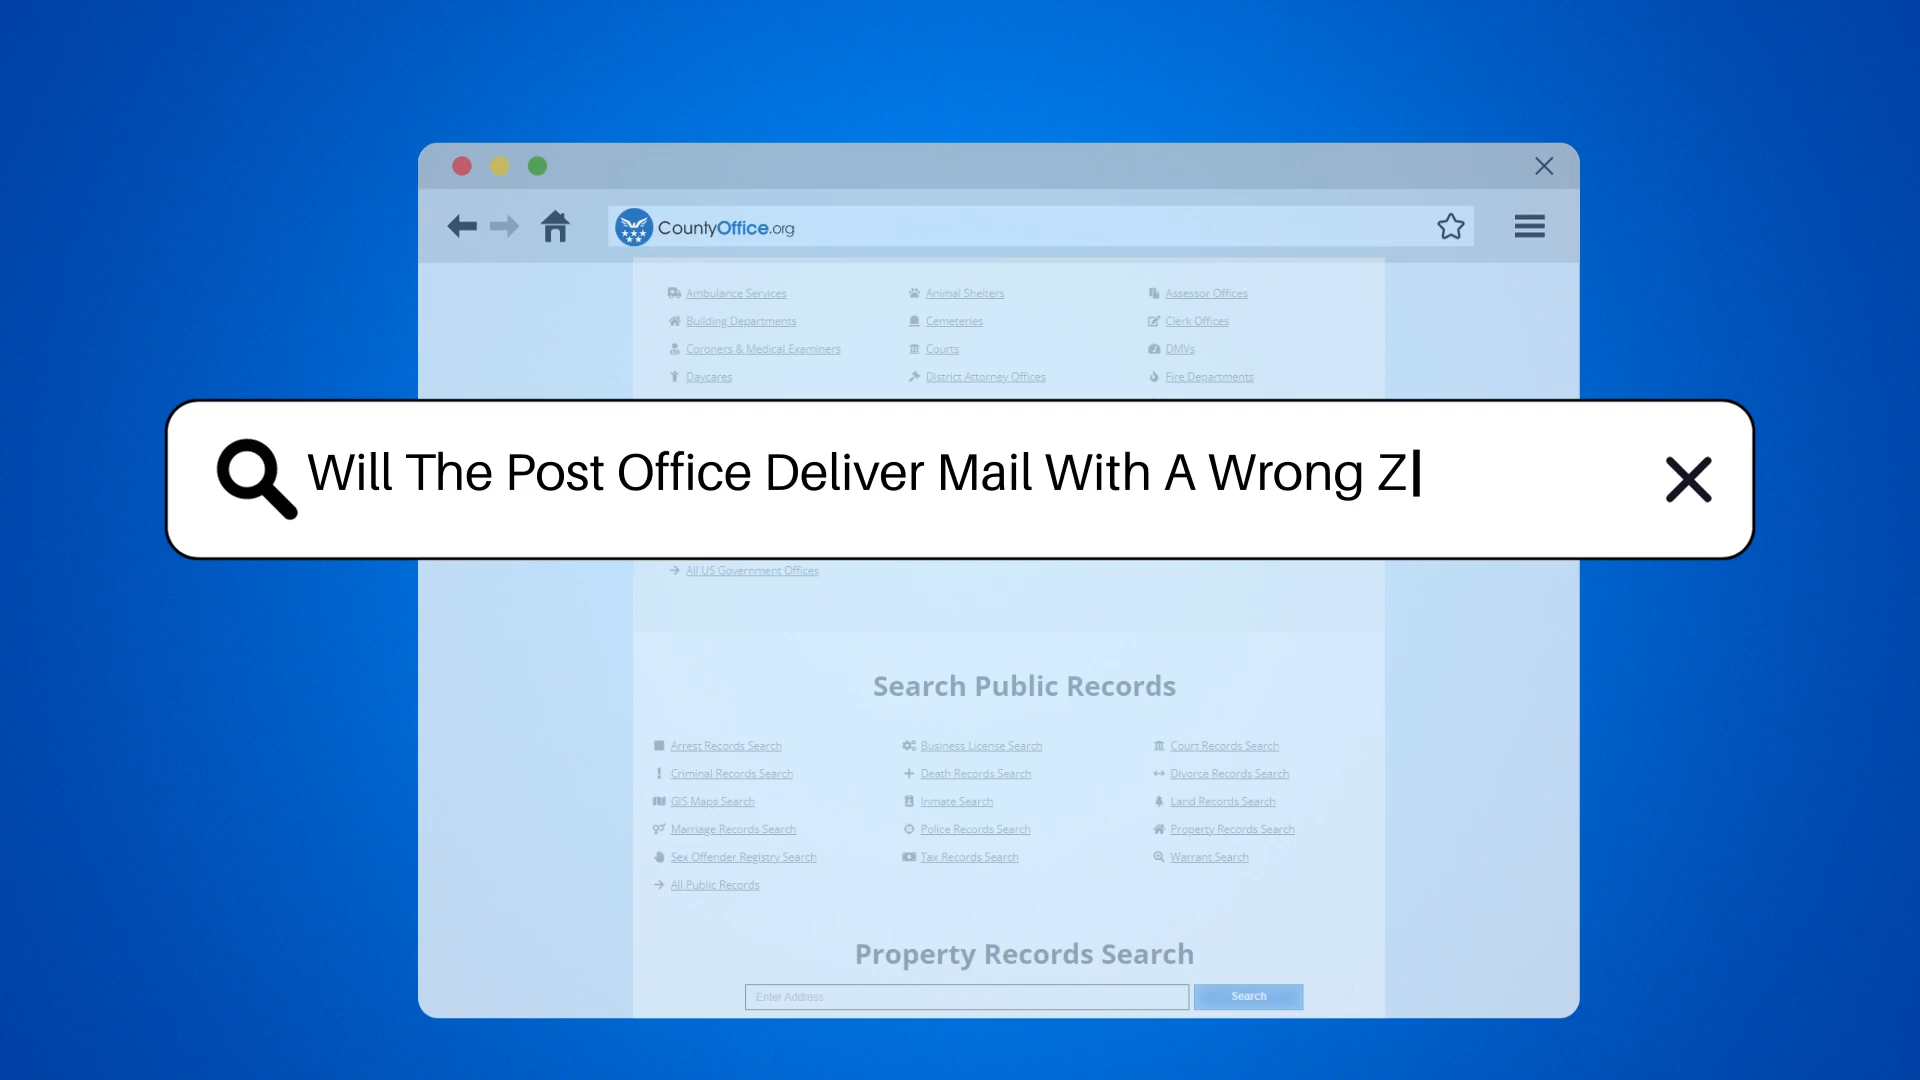 CountyOffice.org
Ambulance Services Animal Shelters Assessor Offices
Building Departments Cemeteries Clerk Offices
Coroners & Medical Examiners Courts DMVs
Daycares District Attorney Offices Fire Departments
Will The Post Office Deliver Mail With A Wrong Z
All US Government Offices
Search Public Records
Arrest Records Search Business License Search Court Records Search
Criminal Records Search Death Records Search Divorce Records Search
GIS Maps Search Inmate Search Land Records Search
Marriage Records Search Police Records Search Property Records Search
Sex Offender Registry Search Tax Records Search Warrant Search
All Public Records
Property Records Search
Enter Address Search